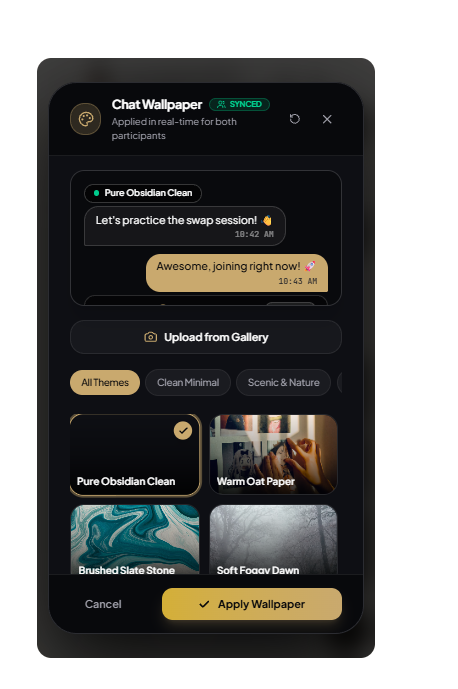 Chat Wallpaper SYNCED
Applied in real-time for both
participants
Pure Obsidian Clean
Let's practice the swap session! 👋
10:42 AM
Awesome, joining right now! 🚀
10:43 AM
Upload from Gallery
All Themes Clean Minimal Scenic & Nature
Pure Obsidian Clean Warm Oat Paper
Brushed Slate Stone Soft Foggy Dawn
Cancel Apply Wallpaper